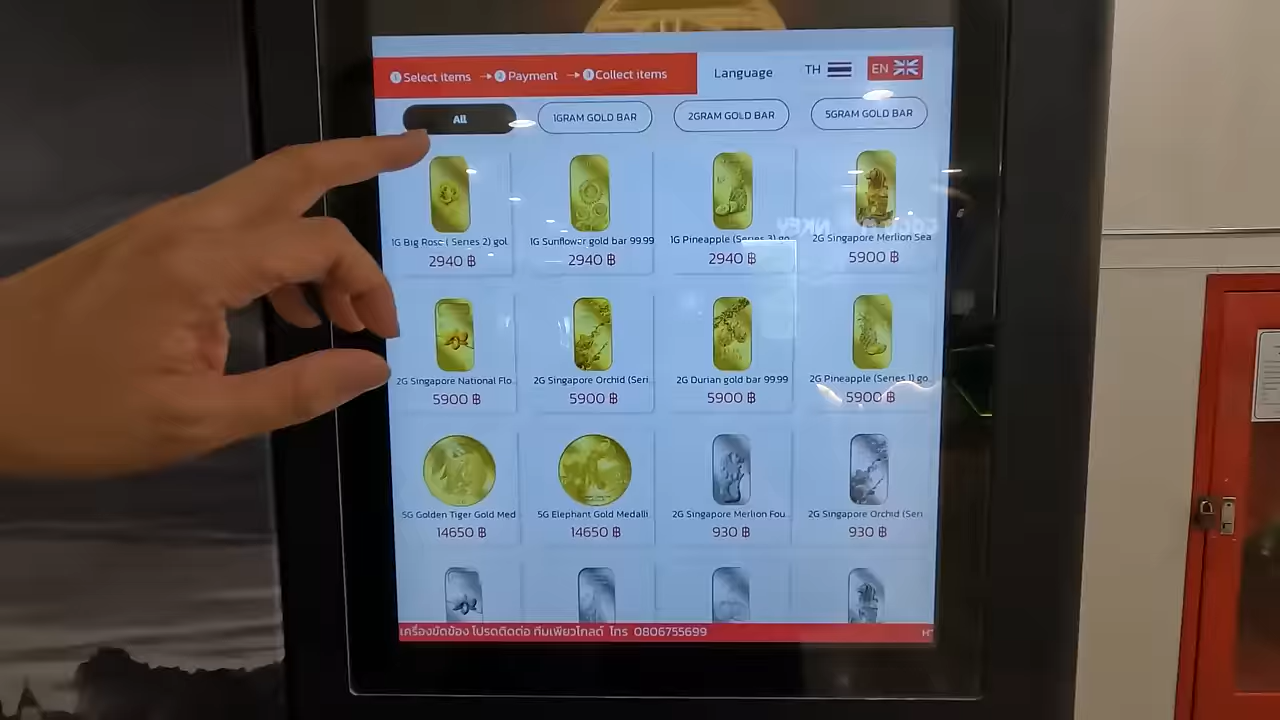 1 Select items → 2 Payment → 3 Collect items
Language
TH
EN
All
1GRAM GOLD BAR
2GRAM GOLD BAR
5GRAM GOLD BAR
1G Big Rose ( Series 2) gol
1G Sunflower gold bar 99.99
1G Pineapple (Series 3) go
2G Singapore Merlion Sea
2940 ฿
2940 ฿
2940 ฿
5900 ฿
2G Singapore National Flo
2G Singapore Orchid (Seri
2G Durian gold bar 99.99
2G Pineapple (Series 1) go
5900 ฿
5900 ฿
5900 ฿
5900 ฿
5G Golden Tiger Gold Med
5G Elephant Gold Medalli
2G Singapore Merlion Fou
2G Singapore Orchid (Seri
14650 ฿
14650 ฿
930 ฿
930 ฿
เครื่องขัดข้อง โปรดติดต่อ ทีมเพียวโกลด์ โทร 0806755699